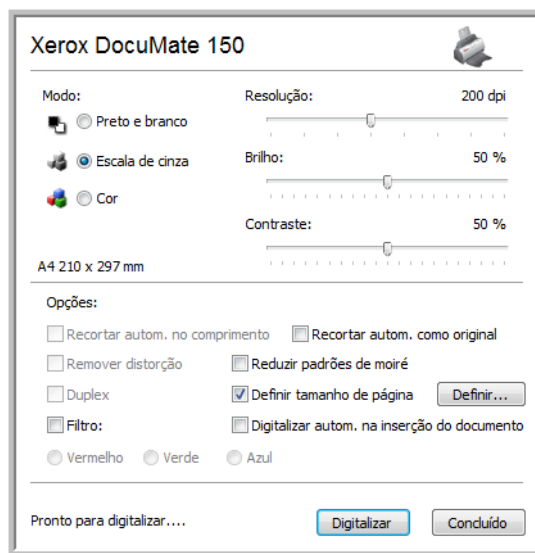 Xerox DocuMate 150
Modo:
Preto e branco
Escala de cinza
Cor
A4 210 x 297 mm
Resolução: 200 dpi
Brilho: 50 %
Contraste: 50 %
Opções:
Recortar autom. no comprimento Recortar autom. como original
Remover distorção Reduzir padrões de moiré
Duplex Definir tamanho de página Definir...
Filtro: Digitalizar autom. na inserção do documento
Vermelho Verde Azul
Pronto para digitalizar.... Digitalizar Concluído